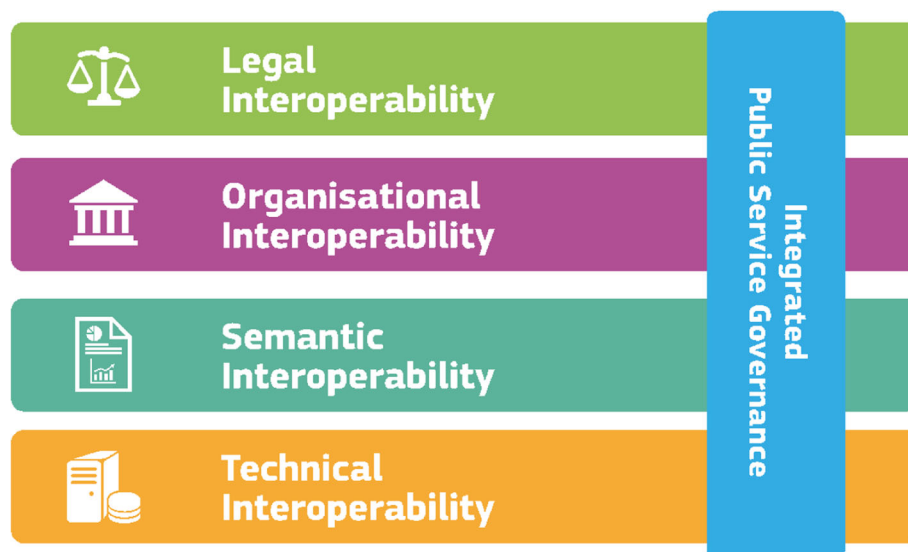 Legal
Interoperability
Organisational
Interoperability
Semantic
Interoperability
Technical
Interoperability
Integrated
Public Service Governance